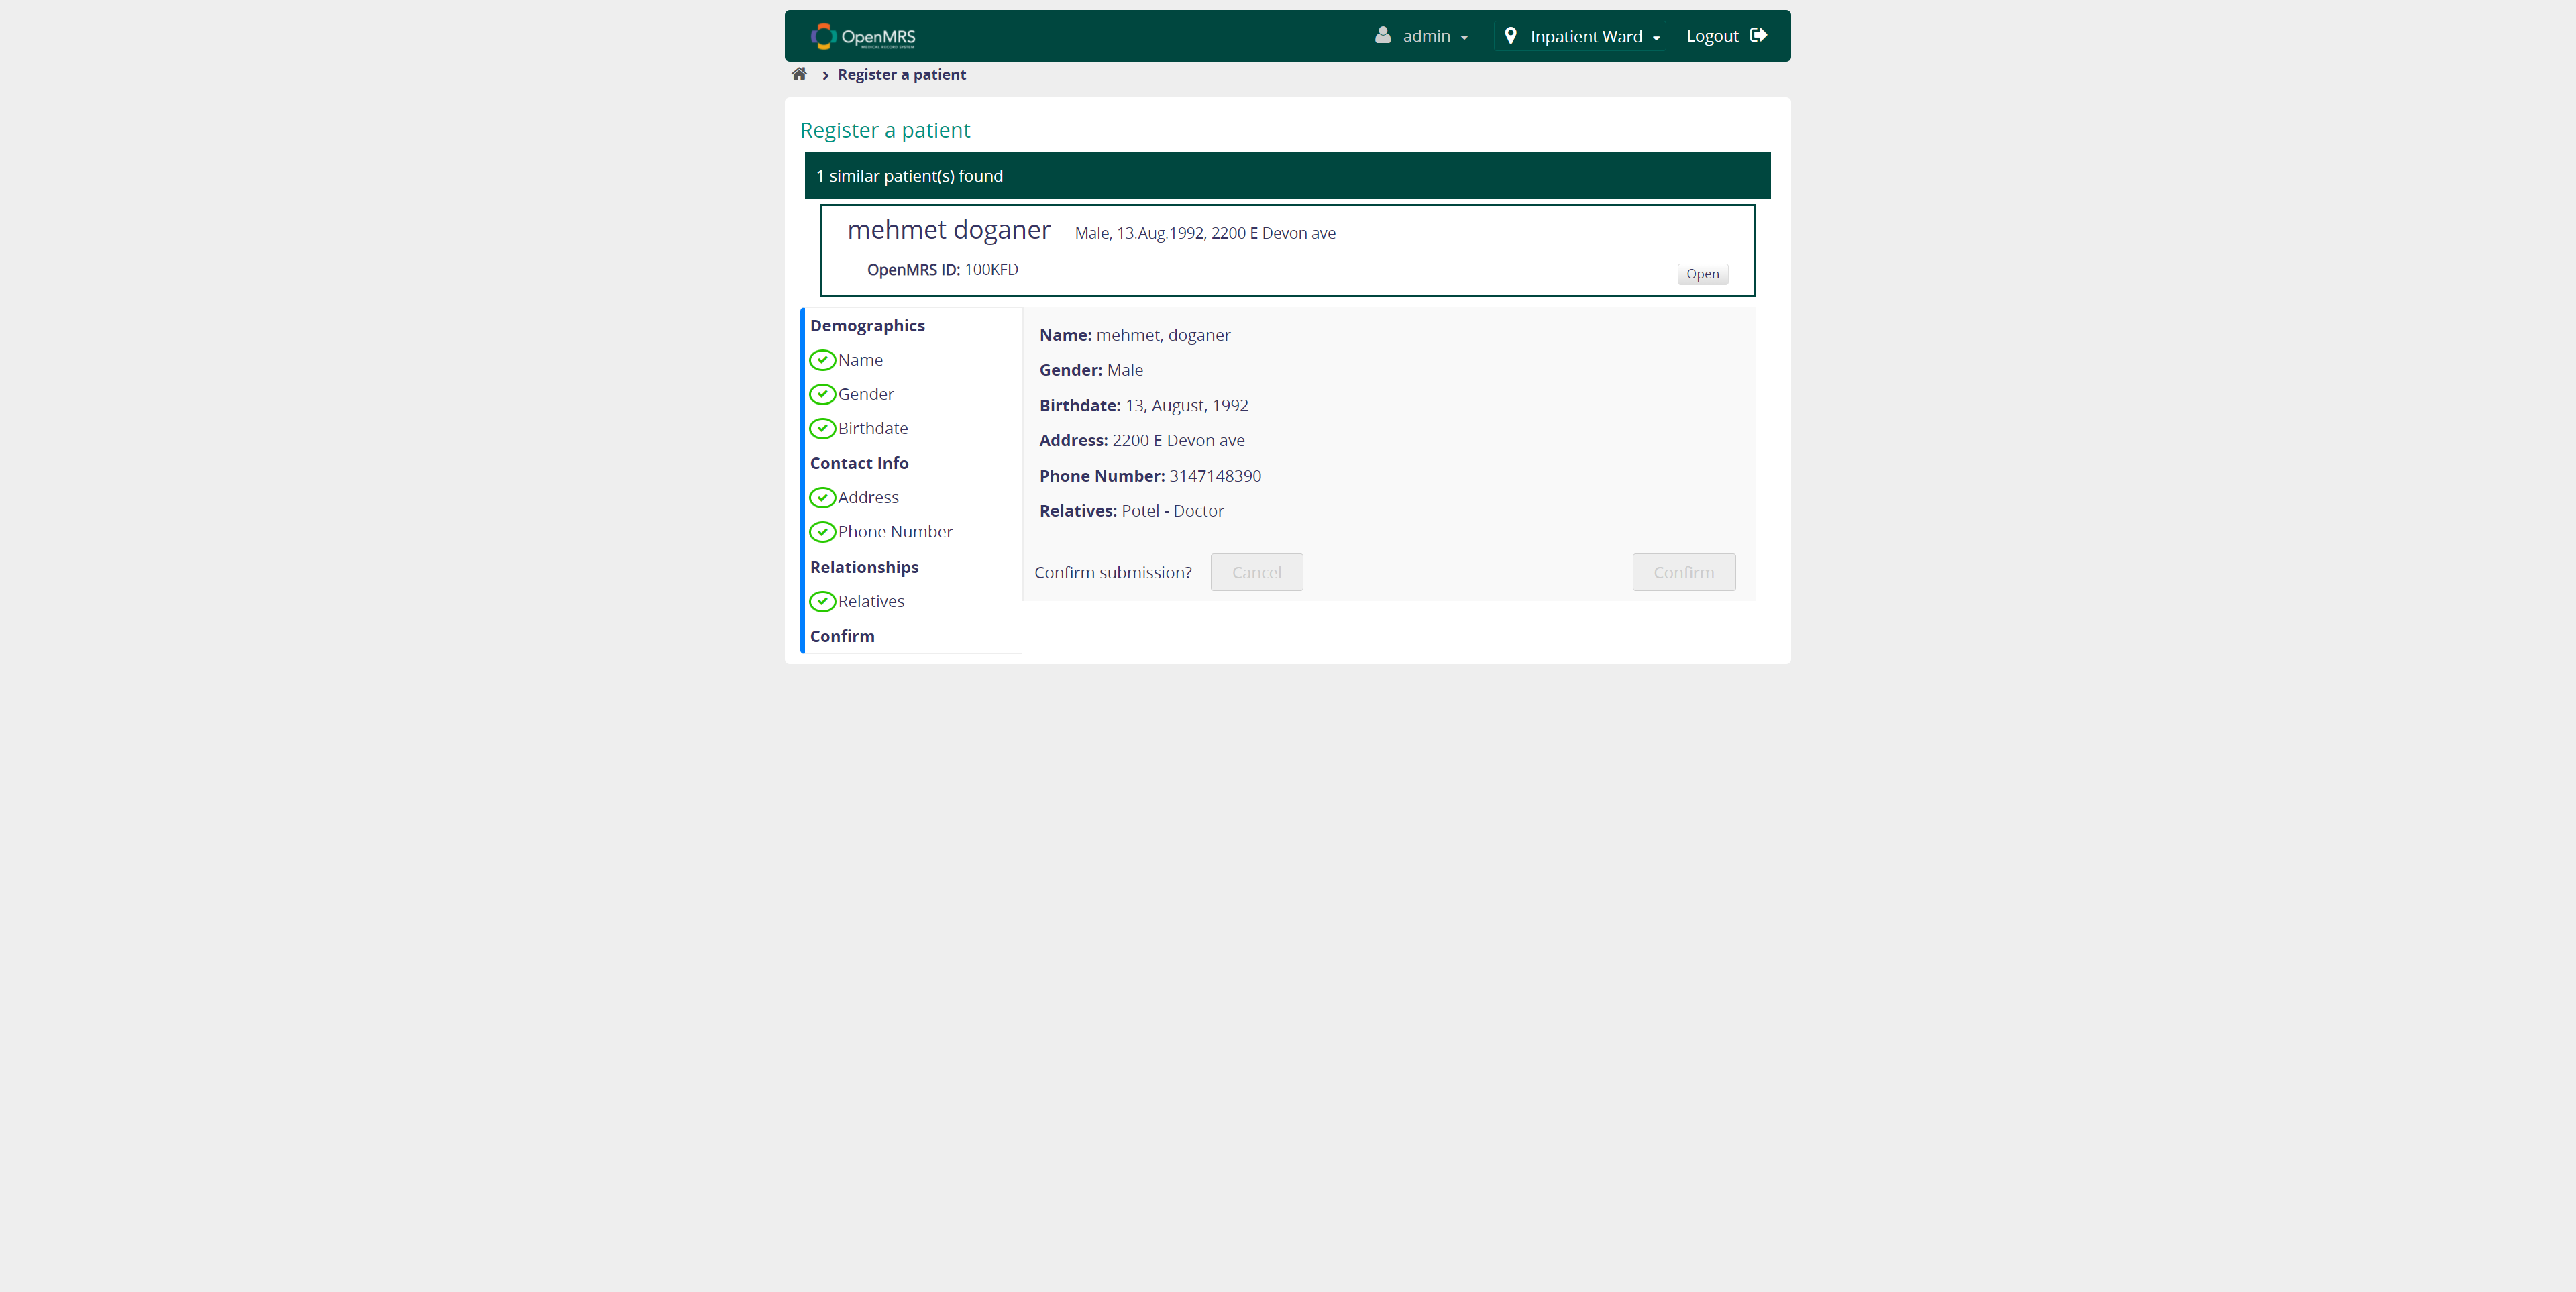 OpenMRS
MEDICAL RECORD SYSTEM
admin
Inpatient Ward
Logout
Register a patient
Register a patient
1 similar patient(s) found
mehmet doganer Male, 13.Aug.1992, 2200 E Devon ave
OpenMRS ID: 100KFD
Open
Demographics
Name
Gender
Birthdate
Contact Info
Address
Phone Number
Relationships
Relatives
Confirm
Name: mehmet, doganer
Gender: Male
Birthdate: 13, August, 1992
Address: 2200 E Devon ave
Phone Number: 3147148390
Relatives: Potel - Doctor
Confirm submission? Cancel Confirm